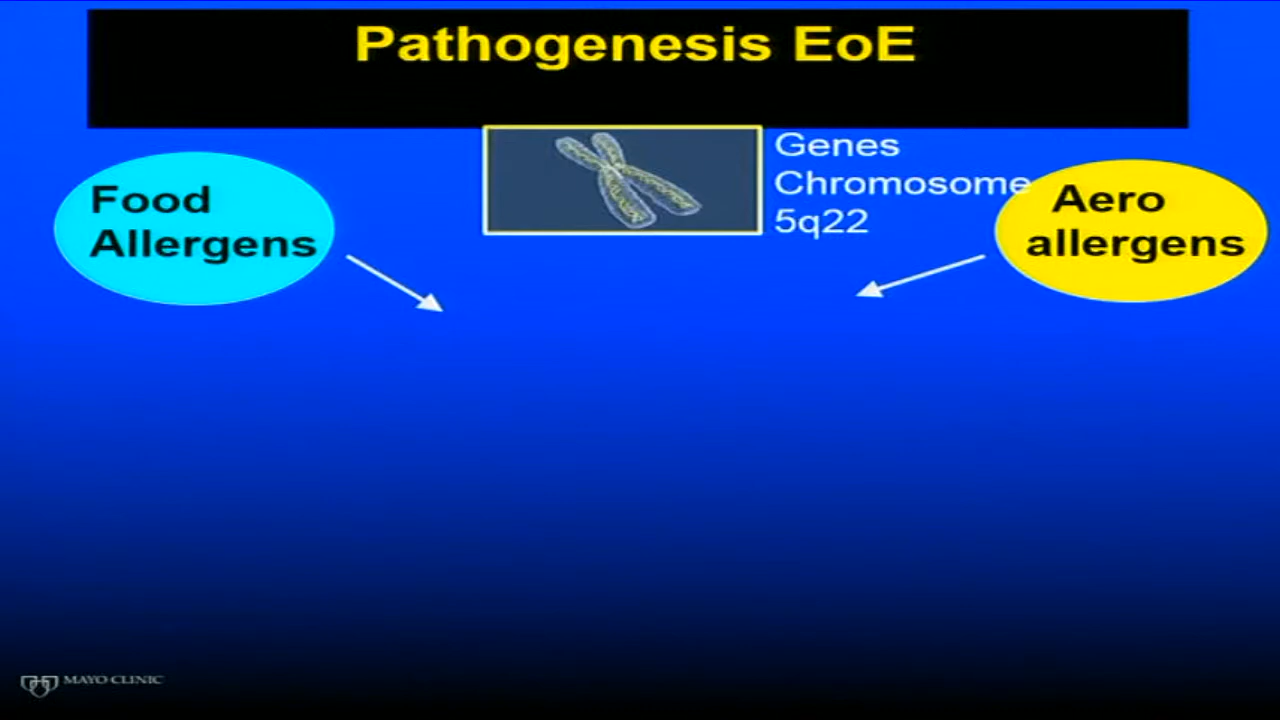 Pathogenesis EoE
Food
Allergens
Genes
Chromosome
5q22
Aero
allergens
MAYO CLINIC